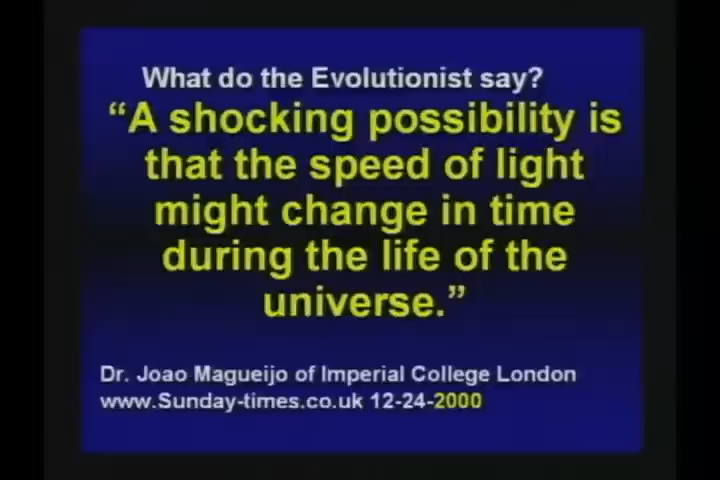 What do the Evolutionist say?
“A shocking possibility is
that the speed of light
might change in time
during the life of the
universe.”
Dr. Joao Magueijo of Imperial College London
www.Sunday-times.co.uk 12-24-2000